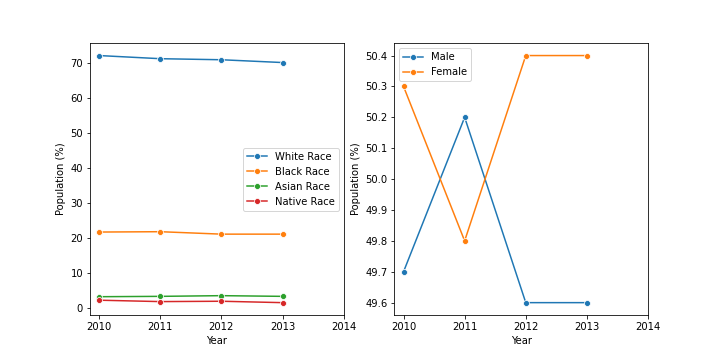 70
60
50
40
30
20
10
0
Population (%)
White Race
Black Race
Asian Race
Native Race
2010 2011 2012 2013 2014
Year
50.4
50.3
50.2
50.1
50.0
49.9
49.8
49.7
49.6
Population (%)
Male
Female
2010 2011 2012 2013 2014
Year